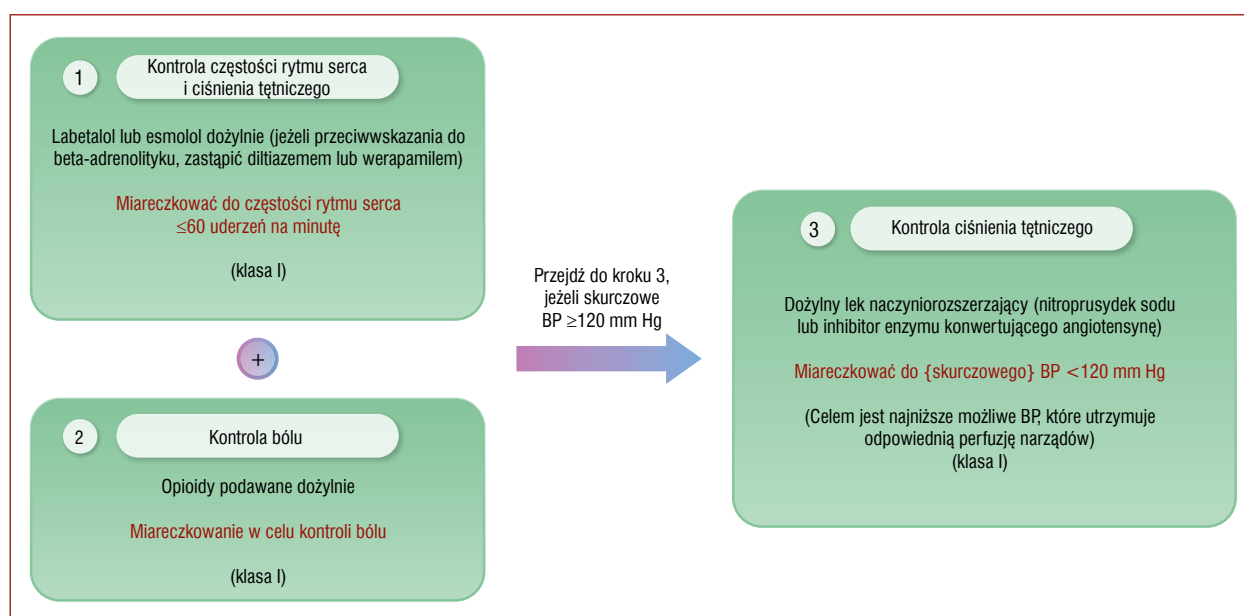 1
Kontrola częstości rytmu serca
i ciśnienia tętniczego
Labetalol lub esmolol dożylnie (jeżeli przeciwwskazania do
beta-adrenolityku, zastąpić diltiazemem lub werapamilem)
Miareczkować do częstości rytmu serca
≤60 uderzeń na minutę
(klasa I)
+
2
Kontrola bólu
Opioidy podawane dożylnie
Miareczkowanie w celu kontroli bólu
(klasa I)
Przejdź do kroku 3,
jeżeli skurczowe
BP ≥120 mm Hg
3
Kontrola ciśnienia tętniczego
Dożylny lek naczyniorozszerzający (nitroprusydek sodu
lub inhibitor enzymu konwertującego angiotensynę)
Miareczkować do {skurczowego} BP <120 mm Hg
(Celem jest najniższe możliwe BP, które utrzymuje
odpowiednią perfuzję narządów)
(klasa I)